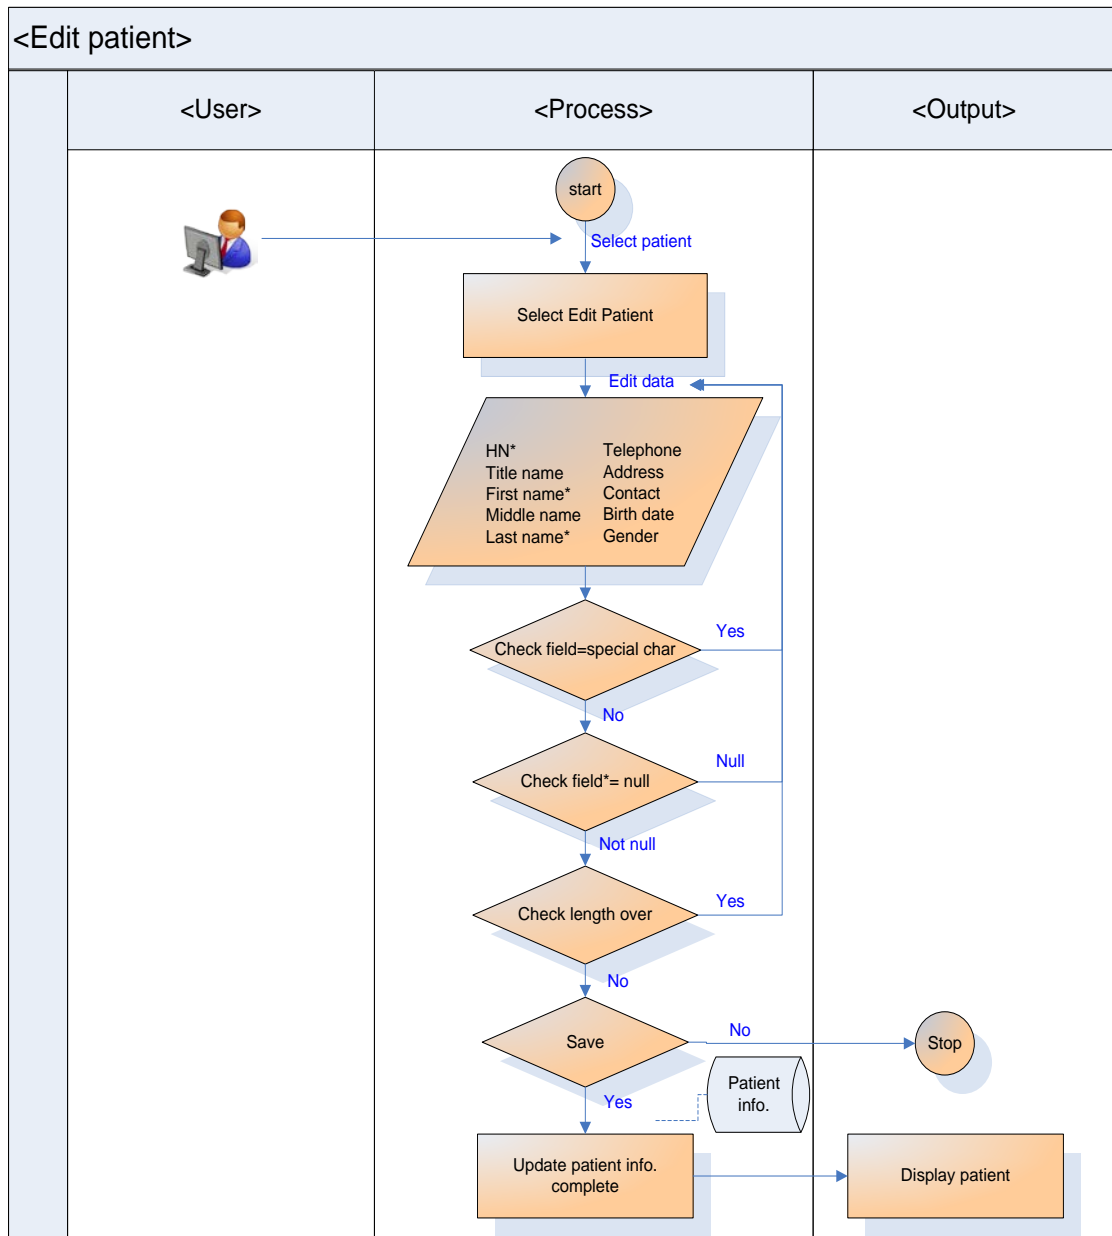 <Edit patient>
<User>
<Process>
<Output>
start
Select patient
Select Edit Patient
Edit data
HN*
Title name
First name*
Middle name
Last name*
Telephone
Address
Contact
Birth date
Gender
Check field=special char
Yes
No
Check field*= null
Null
Not null
Check length over
Yes
No
Save
No
Stop
Yes
Patient
info.
Update patient info.
complete
Display patient